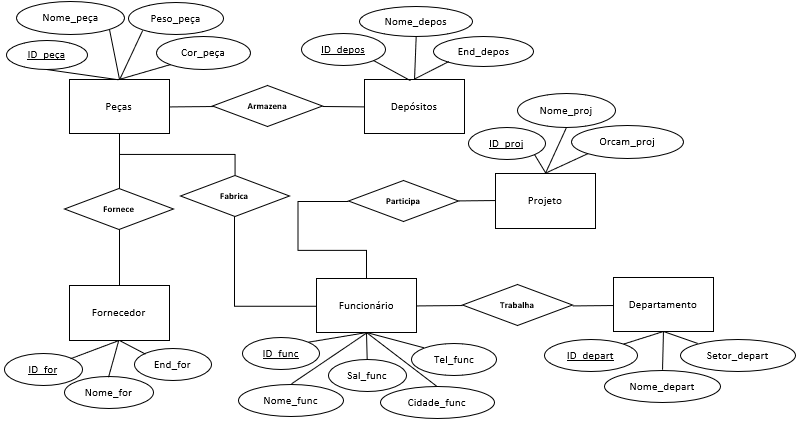 Nome_peça
Peso_peça
ID_peça
Cor_peça
Nome_depos
ID_depos
End_depos
Peças
Armazena
Depósitos
Nome_proj
ID_proj
Orcam_proj
Fornece
Fabrica
Participa
Projeto
Fornecedor
Funcionário
Trabalha
Departamento
ID_for
End_for
Nome_for
ID_func
Tel_func
Sal_func
Nome_func
Cidade_func
ID_depart
Setor_depart
Nome_depart